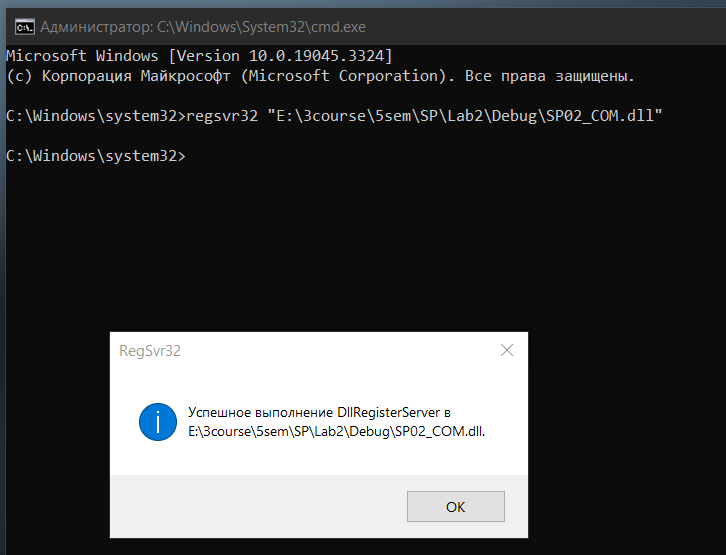 Администратор: C:\Windows\System32\cmd.exe
Microsoft Windows [Version 10.0.19045.3324]
(c) Корпорация Майкрософт (Microsoft Corporation). Все права защищены.
C:\Windows\system32>regsvr32 "E:\3course\5sem\SP\Lab2\Debug\SP02_COM.dll"
C:\Windows\system32>
RegSvr32
Успешное выполнение DllRegisterServer в
E:\3course\5sem\SP\Lab2\Debug\SP02_COM.dll.
OK